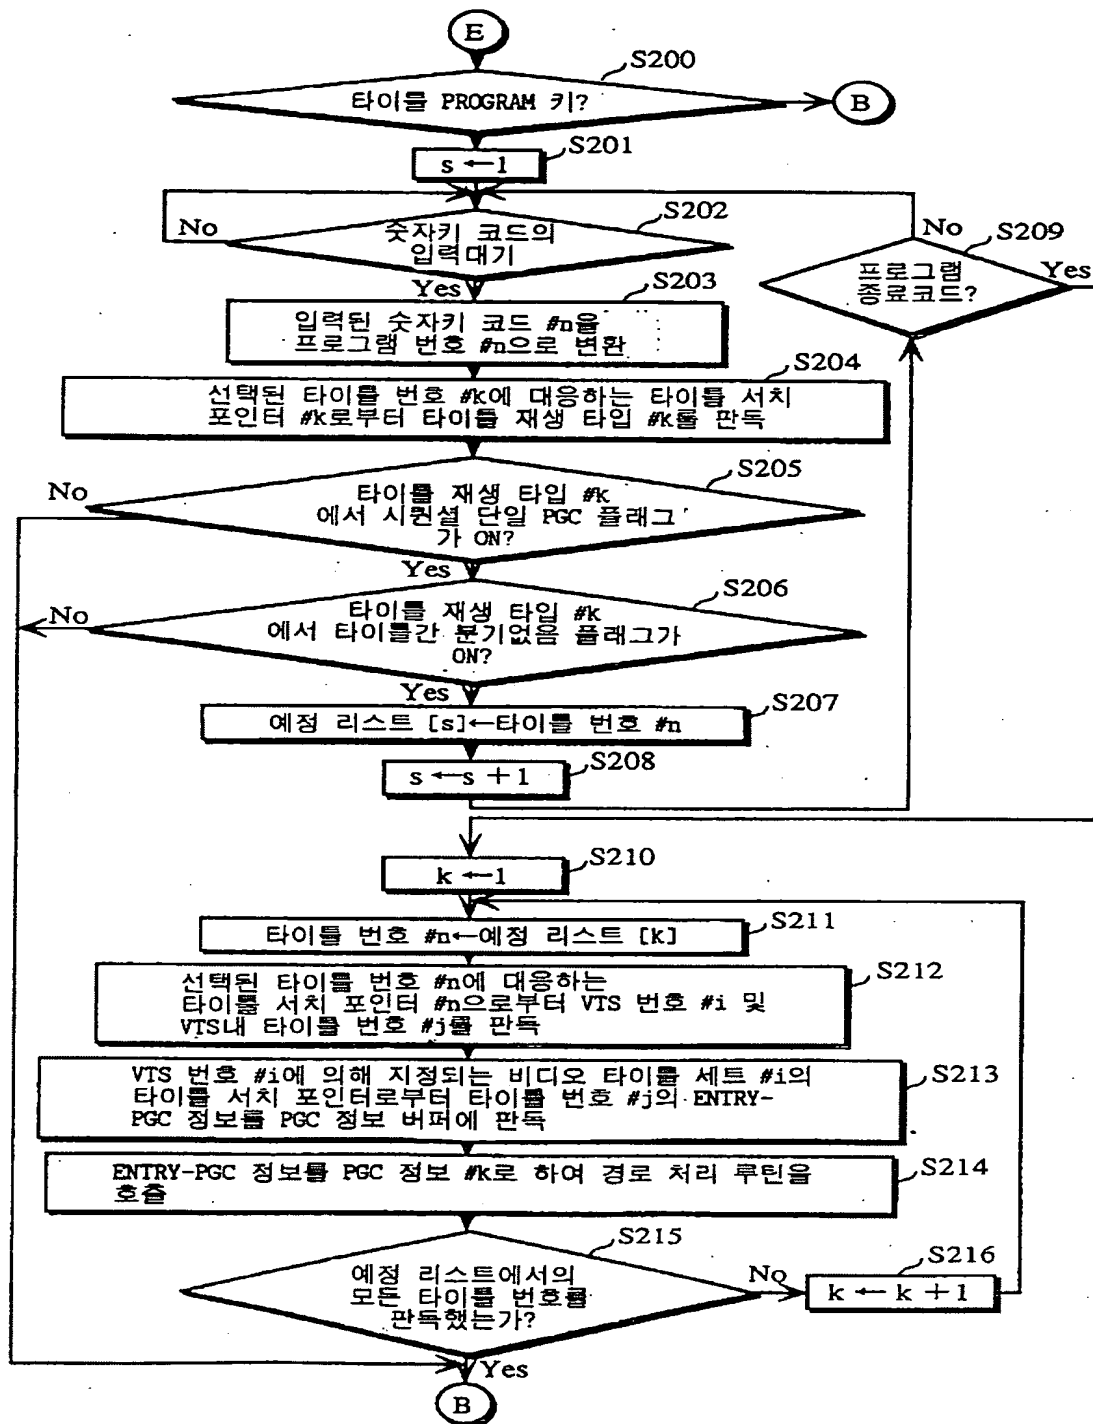 E
S200
타이틀 PROGRAM 키?
B
S201
s ←1
S202
No
숫자키 코드의
입력대기
Yes
No
S209
프로그램
종료코드?
Yes
S203
입력된 숫자키 코드 #n을
프로그램 번호 #n으로 변환
S204
선택된 타이틀 번호 #k에 대응하는 타이틀 서치
포인터 #k로부터 타이틀 재생 타입 #k를 판독
S205
No
타이틀 재생 타입 #k
에서 시퀀셜 단일 PGC 플래그
가 ON?
Yes
S206
No
타이틀 재생 타입 #k
에서 타이틀간 분기없음 플래그가
ON?
Yes
S207
예정 리스트 [s]←타이틀 번호 #n
S208
s ←s +1
S210
k ←1
S211
타이틀 번호 #n←예정 리스트 [k]
S212
선택된 타이틀 번호 #n에 대응하는
타이틀 서치 포인터 #n으로부터 VTS 번호 #i 및
VTS내 타이틀 번호 #j를 판독
S213
VTS 번호 #i에 의해 지정되는 비디오 타이틀 세트 #i의
타이틀 서치 포인터로부터 타이틀 번호 #j의 ENTRY-
PGC 정보를 PGC 정보 버퍼에 판독
S214
ENTRY-PGC 정보를 PGC 정보 #k로 하여 경로 처리 루틴을
호출
S215
예정 리스트에서의
모든 타이틀 번호를
판독했는가?
No
S216
k ← k +1
Yes
B